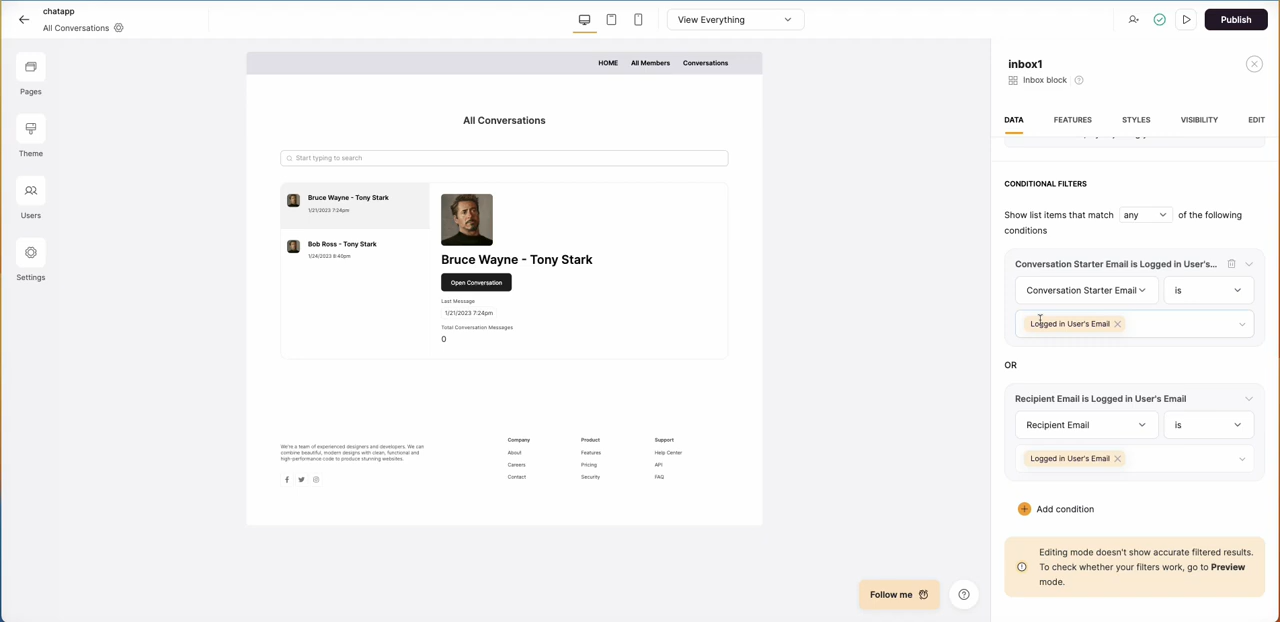 chatapp
All Conversations
View Everything
Publish
Pages
Theme
Users
Settings
HOME All Members Conversations
All Conversations
Start typing to search
Bruce Wayne - Tony Stark
1/21/2023 7:24pm
Bob Ross - Tony Stark
1/24/2023 8:40pm
Bruce Wayne - Tony Stark
Open Conversation
Last Message
1/21/2023 7:24pm
Total Conversation Messages
0
We're a team of experienced designers and developers. We can
combine beautiful, modern designs with clean, functional and
high-performance code to produce stunning websites.
Company
About
Careers
Contact
Product
Features
Pricing
Security
Support
Help Center
API
FAQ
Follow me
inbox1
Inbox block
DATA FEATURES STYLES VISIBILITY EDIT
CONDITIONAL FILTERS
Show list items that match any of the following
conditions
Conversation Starter Email is Logged in User's...
Conversation Starter Email is
Logged in User's Email
OR
Recipient Email is Logged in User's Email
Recipient Email is
Logged in User's Email
Add condition
Editing mode doesn't show accurate filtered results.
To check whether your filters work, go to Preview
mode.